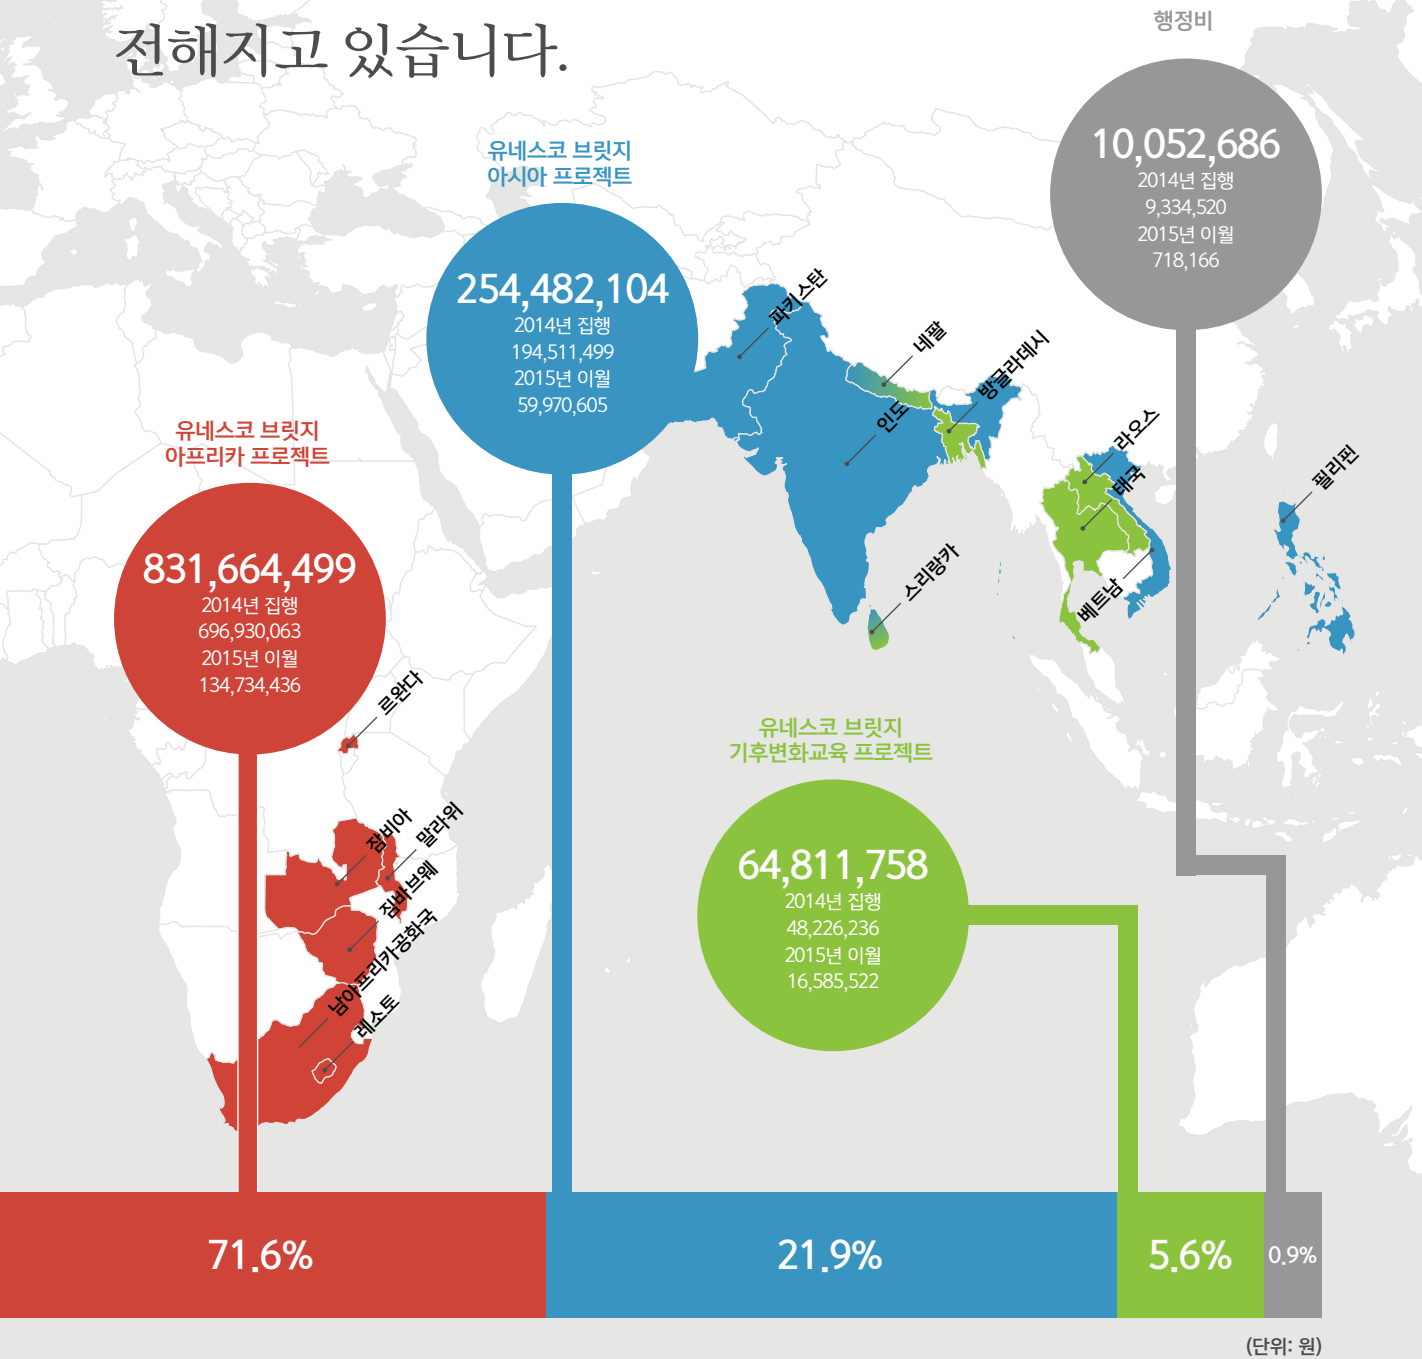 전해지고 있습니다.
행정비
10,052,686
2014년 집행
9,334,520
2015년 이월
718,166
유네스코 브릿지
아시아 프로젝트
254,482,104
2014년 집행
194,511,499
2015년 이월
59,970,605
파키스탄
네팔
방글라데시
인도
라오스
태국
필리핀
스리랑카
베트남
유네스코 브릿지
아프리카 프로젝트
831,664,499
2014년 집행
696,930,063
2015년 이월
134,734,436
르완다
잠비아
말라위
짐바브웨
남아프리카공화국
레소토
유네스코 브릿지
기후변화교육 프로젝트
64,811,758
2014년 집행
48,226,236
2015년 이월
16,585,522
71.6%
21.9%
5.6%
0.9%
(단위: 원)